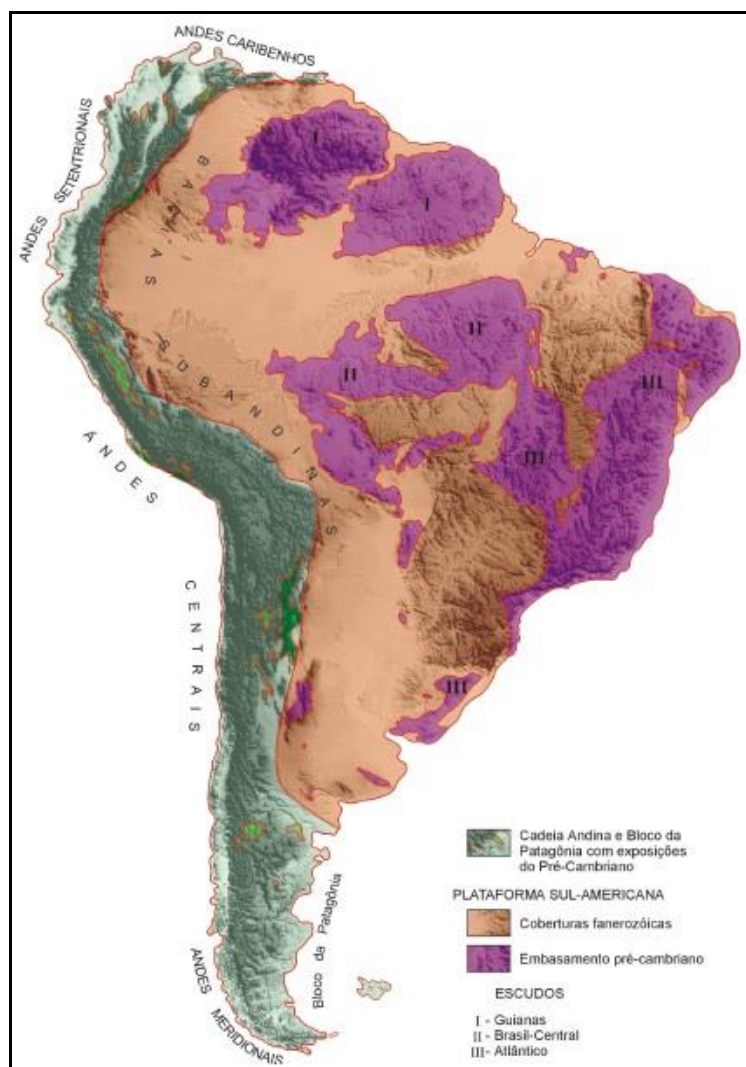 ANDES CARIBENHOS
ANDES SETENTRIONAIS
BACIAS
SUBANDINAS
ÁNDES
CENTRAIS
I
I
II
II
III
III
III
Bloco da Patagônia
ANDES MERIDIONAIS
Cadeia Andina e Bloco da
Patagônia com exposições
do Pré-Cambriano
PLATAFORMA SUL-AMERICANA
Coberturas fanerozóicas
Embasamento pré-cambriano
ESCUDOS
I - Guianas
II - Brasil-Central
III - Atlântico